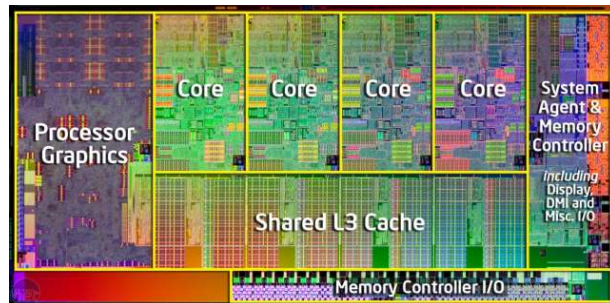 Processor
Graphics
Core
Core
Core
Core
System
Agent &
Memory
Controller
including
Display,
DMI and
Misc. I/O
Shared L3 Cache
Memory Controller I/O